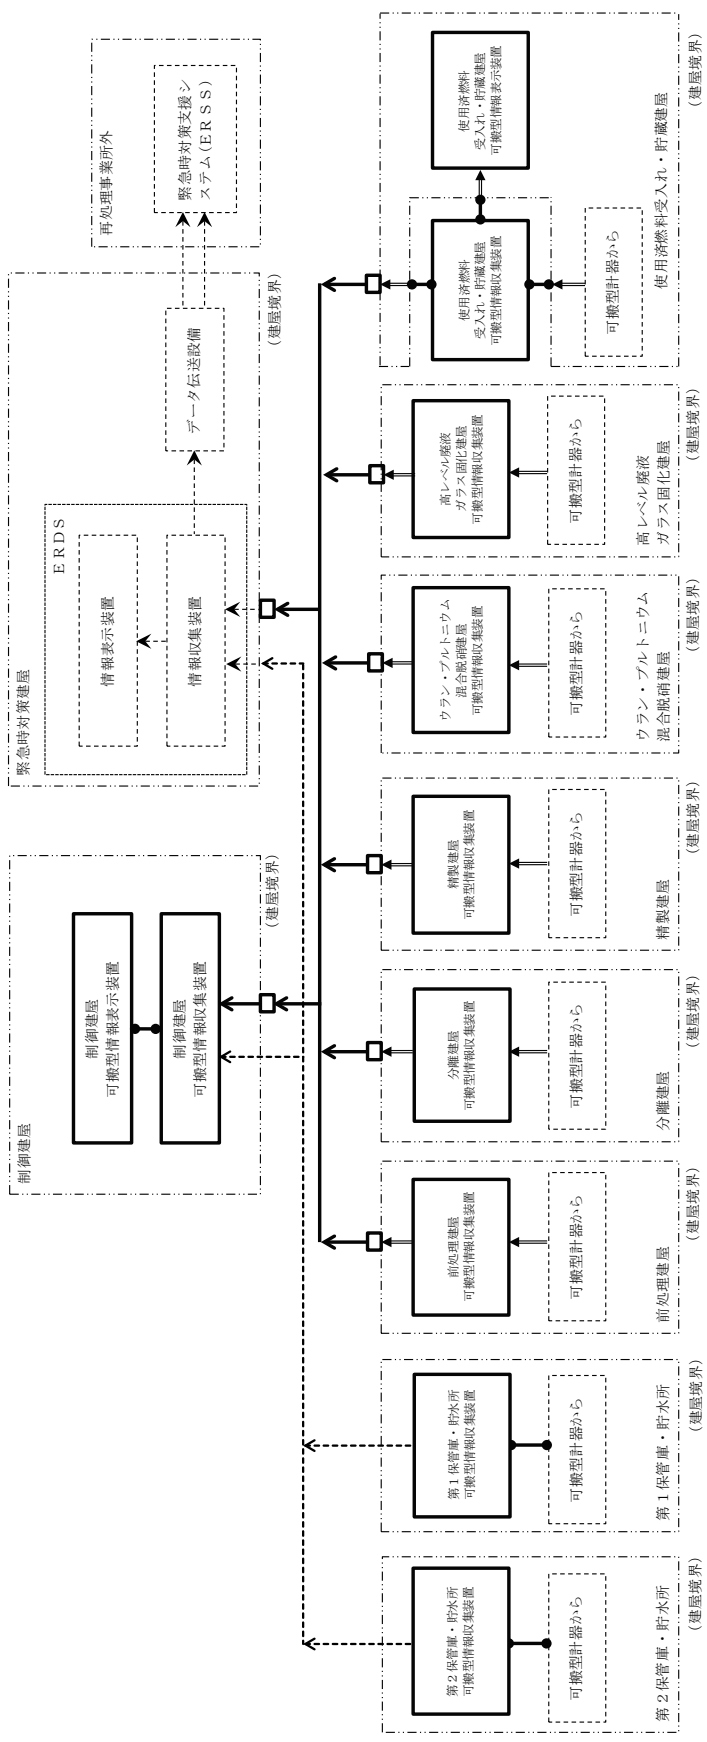 制御建屋
制御建屋
可搬型情報表示装置
制御建屋
可搬型情報収集装置
（建屋境界）
緊急時対策建屋
ＥＲＤＳ
情報表示装置
情報収集装置
データ伝送設備
（建屋境界）
再処理事業所外
緊急時対策支援シ
ステム(ＥＲＳＳ)
第２保管庫・貯水所
可搬型情報収集装置
可搬型計器から
第２保管庫・貯水所
（建屋境界）
第１保管庫・貯水所
可搬型情報収集装置
可搬型計器から
第１保管庫・貯水所
（建屋境界）
前処理建屋
可搬型情報収集装置
可搬型計器から
前処理建屋
（建屋境界）
分離建屋
可搬型情報収集装置
可搬型計器から
分離建屋
（建屋境界）
精製建屋
可搬型情報収集装置
可搬型計器から
精製建屋
（建屋境界）
ウラン・プルトニウム
混合脱硝建屋
可搬型情報収集装置
可搬型計器から
ウラン・プルトニウム
混合脱硝建屋
（建屋境界）
高レベル廃液
ガラス固化建屋
可搬型情報収集装置
可搬型計器から
高レベル廃液
ガラス固化建屋
（建屋境界）
使用済燃料
受入れ・貯蔵建屋
可搬型情報収集装置
使用済燃料
受入れ・貯蔵建屋
可搬型情報表示装置
可搬型計器から
使用済燃料受入れ・貯蔵建屋
（建屋境界）